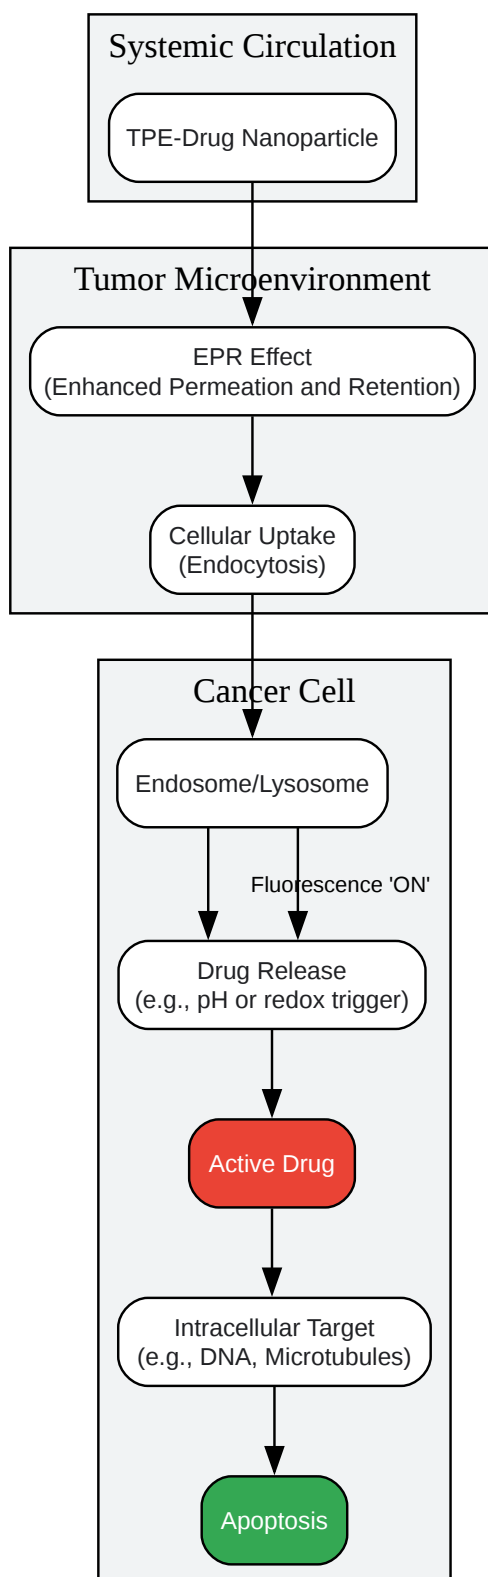 Systemic Circulation
TPE-Drug Nanoparticle
Tumor Microenvironment
EPR Effect
(Enhanced Permeation and Retention)
Cellular Uptake
(Endocytosis)
Cancer Cell
Endosome/Lysosome
Fluorescence 'ON'
Drug Release
(e.g., pH or redox trigger)
Active Drug
Intracellular Target
(e.g., DNA, Microtubules)
Apoptosis